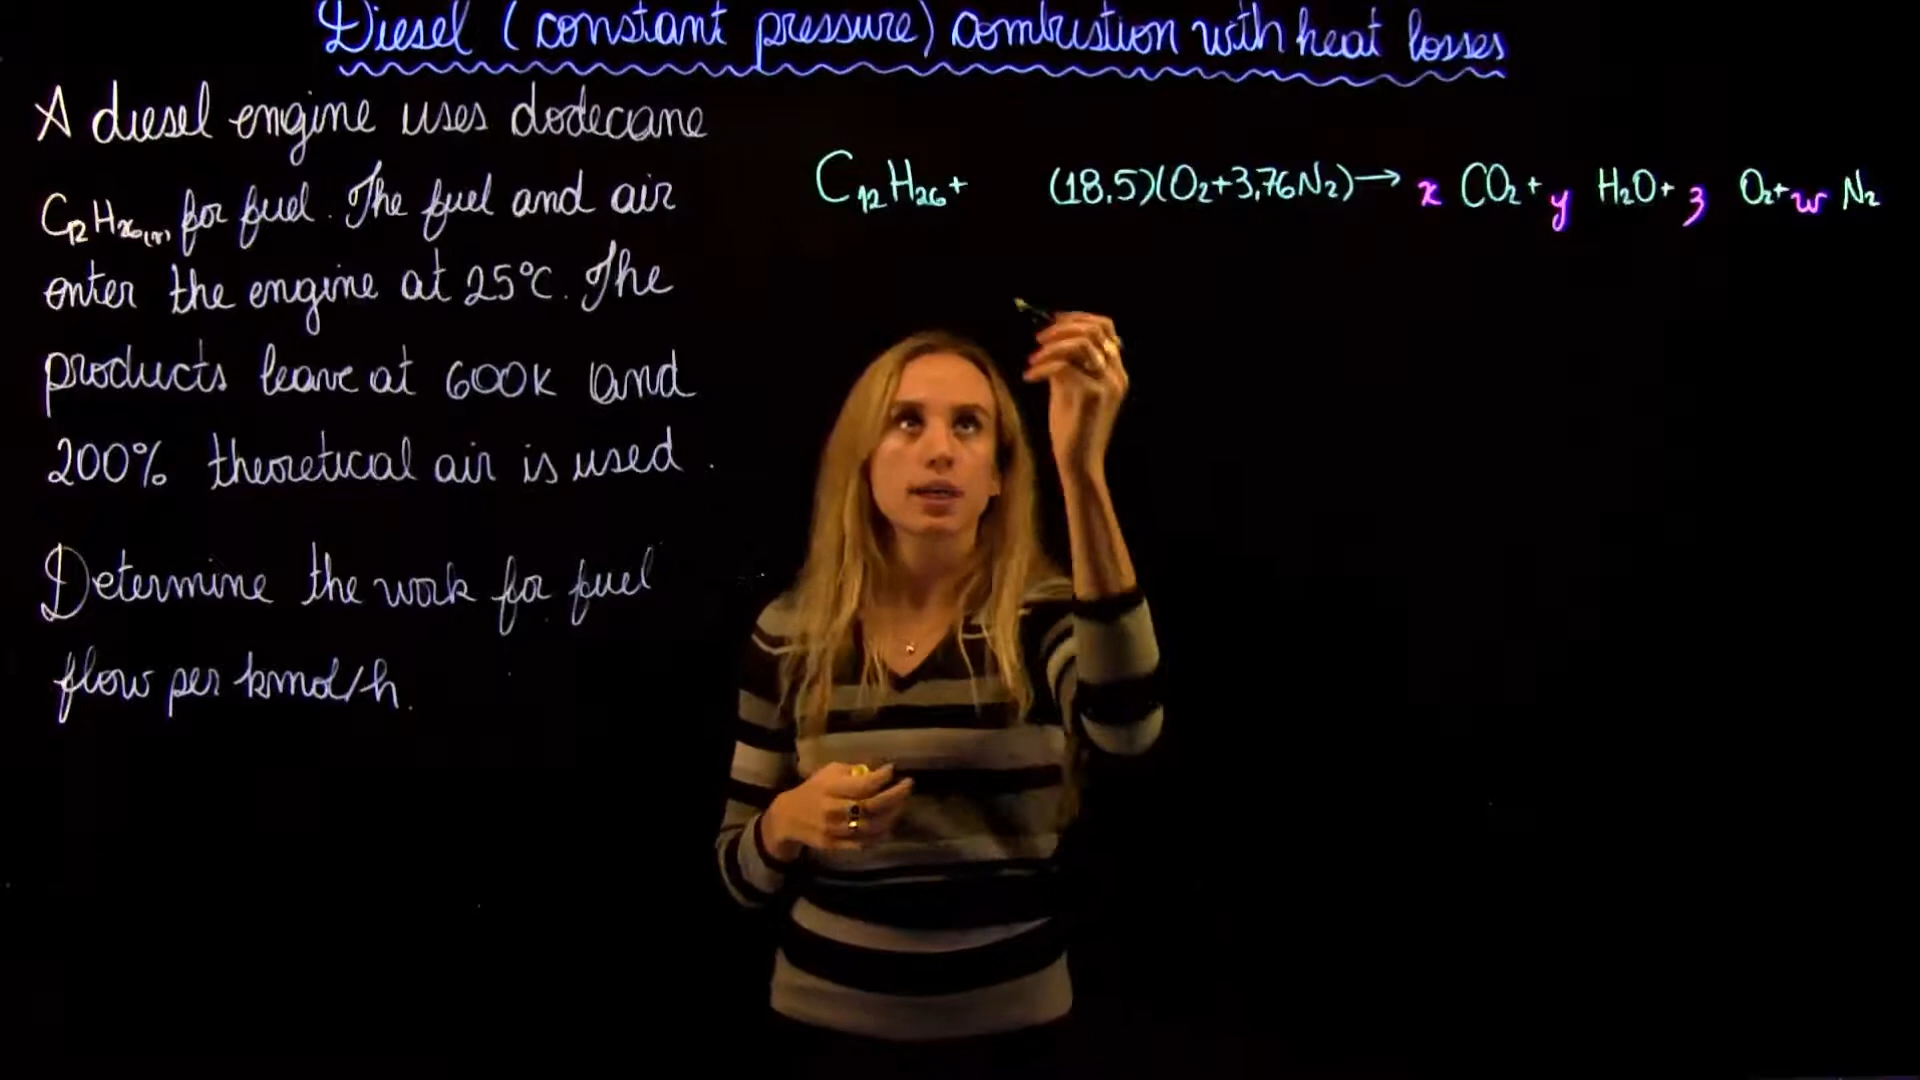 Diesel (constant pressure) combustion with heat losses
A diesel engine uses dodecane
C₁₂H₂₆₍ᵥ₎ for fuel. The fuel and air
enter the engine at 25°C. The
products leave at 600K and
200% theoretical air is used.
Determine the work for fuel
flow per kmol/h.
C₁₂H₂₆ + (18,5)(O₂+3,76N₂) → x CO₂ + y H₂O + z O₂ + w N₂